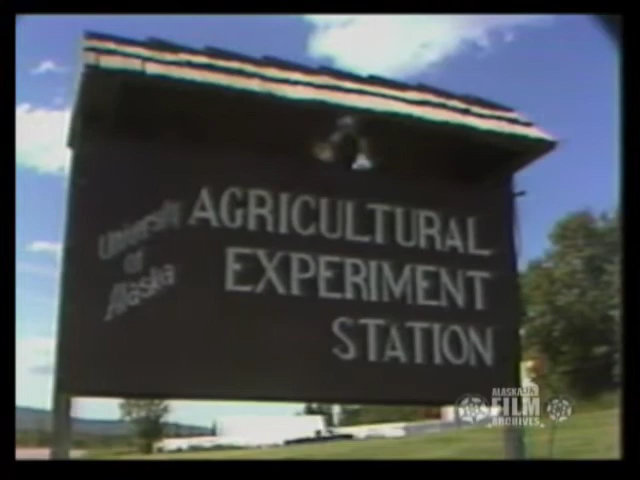 University
of
Alaska
AGRICULTURAL
EXPERIMENT
STATION
ALASKA
FILM
ARCHIVES